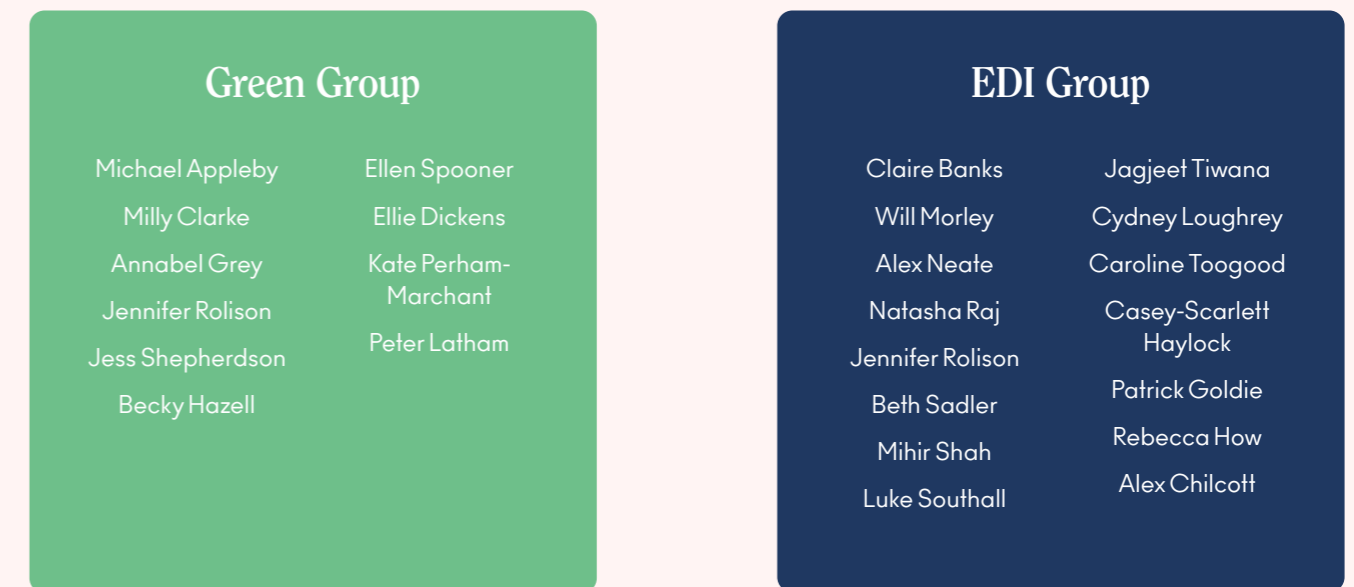 Green Group
Michael Appleby
Milly Clarke
Annabel Grey
Jennifer Rolison
Jess Shepherdson
Becky Hazell
Ellen Spooner
Ellie Dickens
Kate Perham-
Marchant
Peter Latham
EDI Group
Claire Banks
Will Morley
Alex Neate
Natasha Raj
Jennifer Rolison
Beth Sadler
Mihir Shah
Luke Southall
Jagjeet Tiwana
Cydney Loughrey
Caroline Toogood
Casey-Scarlett
Haylock
Patrick Goldie
Rebecca How
Alex Chilcott